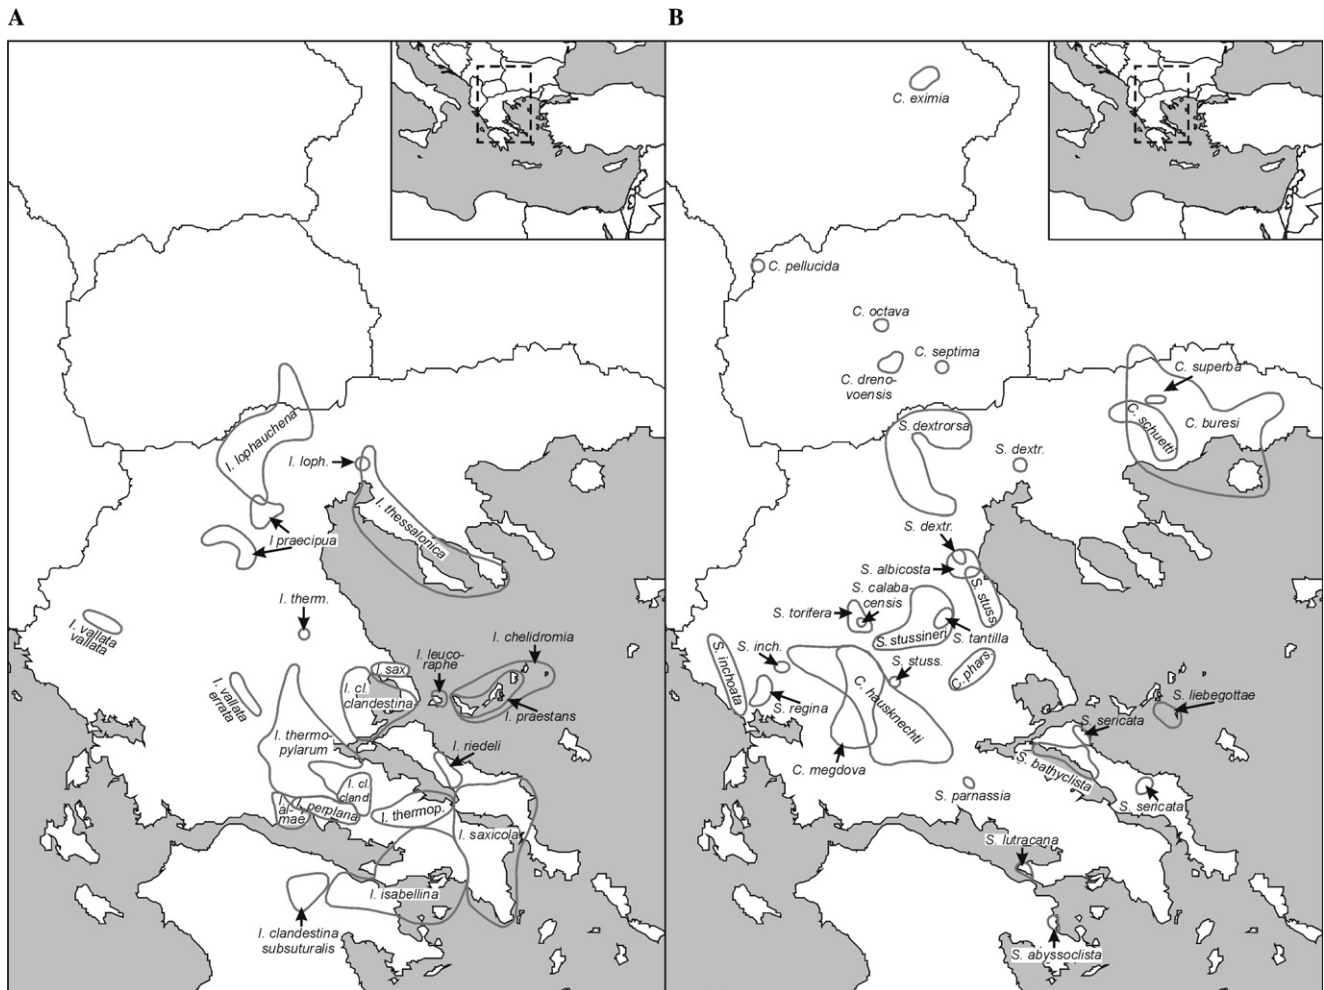 A
B
I. lophauchena
I. loph.
I. thessalonica
I praecipua
I. therm.
I. vallata
vallata
I. vallata
errata
I. chelidromia
I. leuco-
raphe
I. sax.
I. cl.
clandestina
I. praestans
I. thermo-
pylarum
I. riedeli
I. cl.
cland.
I.
al-
mae
I. perplana
I. thermop.
I. saxicola
I. isabellina
I. clandestina
subsuturalis
C. eximia
C. pellucida
C. octava
C. septima
C. dreno-
voensis
C. superba
C. schuetti
C. buresi
S. dextrorsa
S. dextr.
S. dextr.
S. albicosta
S. calaba-
censis
S. torifera
S. stuss
S. stussineri
S. tantilla
S. inch.
S. inchoata
S. stuss.
C. phars.
S. regina
C. hausknechti
S. liebegottae
S. sericata
C. megdova
S. bathyclista
S. parnassia
S. sericata
S. lutracana
S. abyssoclista